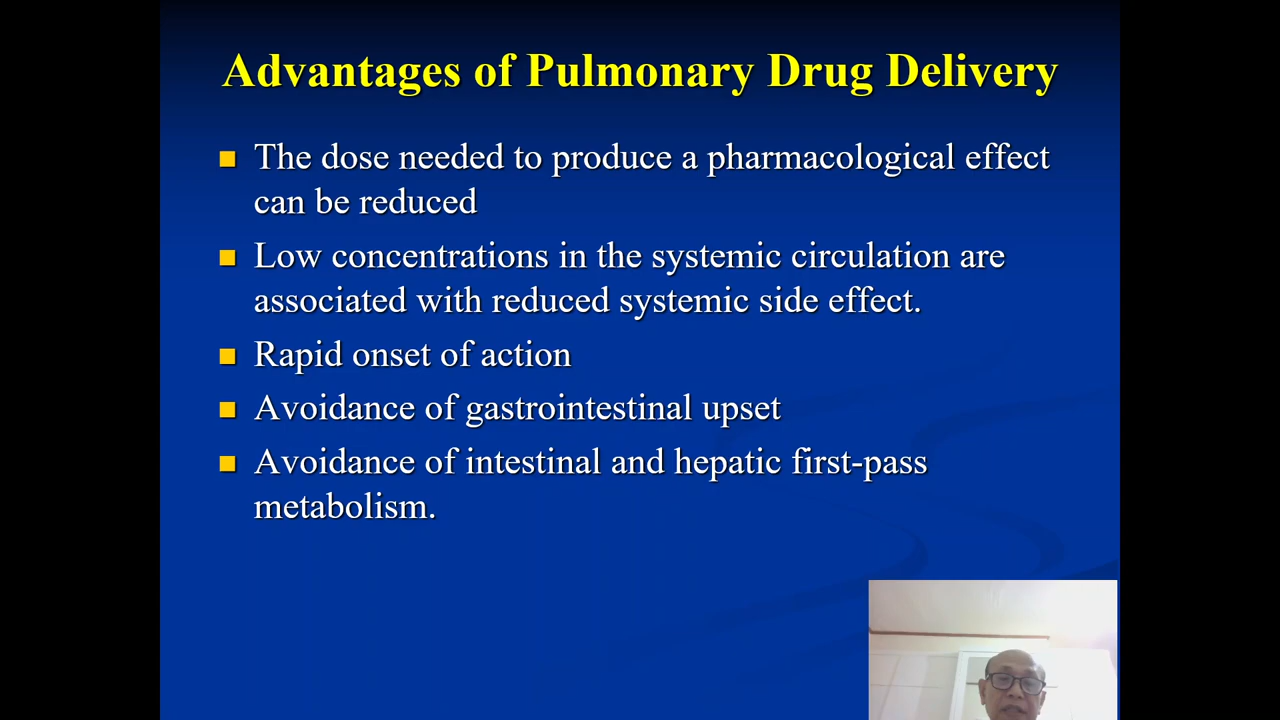 Advantages of Pulmonary Drug Delivery
The dose needed to produce a pharmacological effect
can be reduced
Low concentrations in the systemic circulation are
associated with reduced systemic side effect.
Rapid onset of action
Avoidance of gastrointestinal upset
Avoidance of intestinal and hepatic first-pass
metabolism.